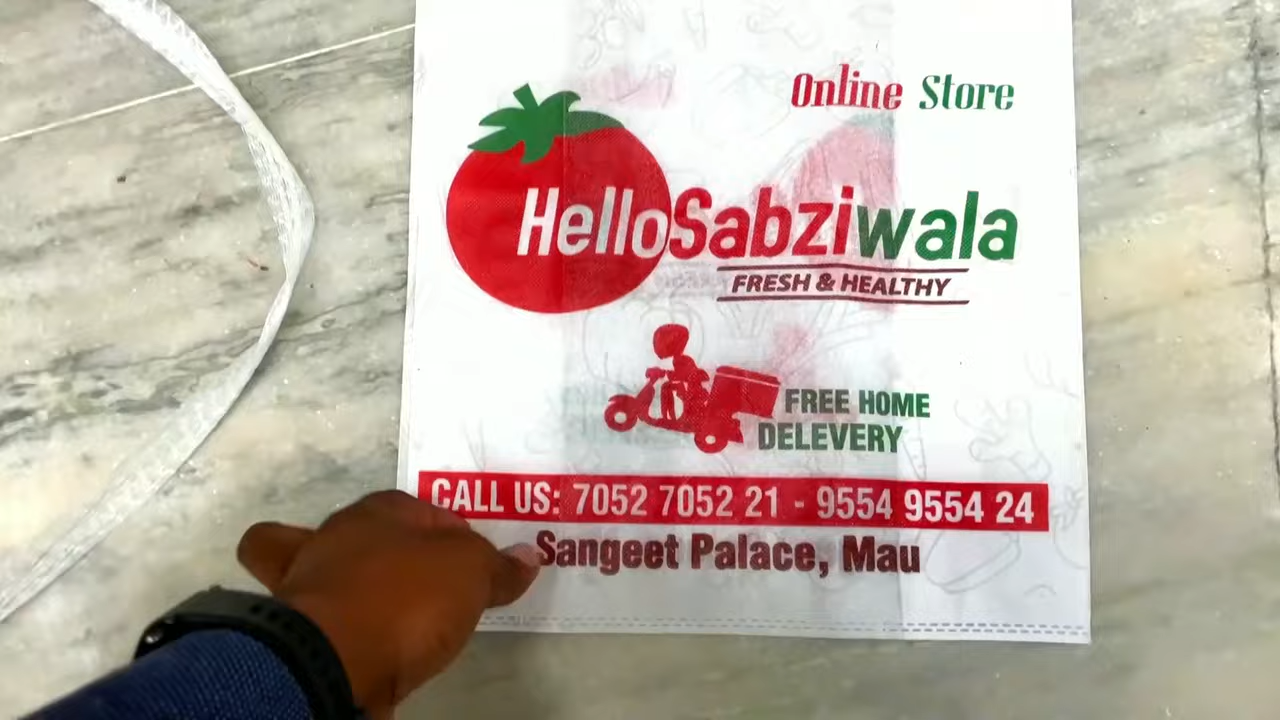 Online Store
HelloSabziwala
FRESH & HEALTHY
FREE HOME
DELEVERY
CALL US: 7052 7052 21 - 9554 9554 24
Sangeet Palace, Mau